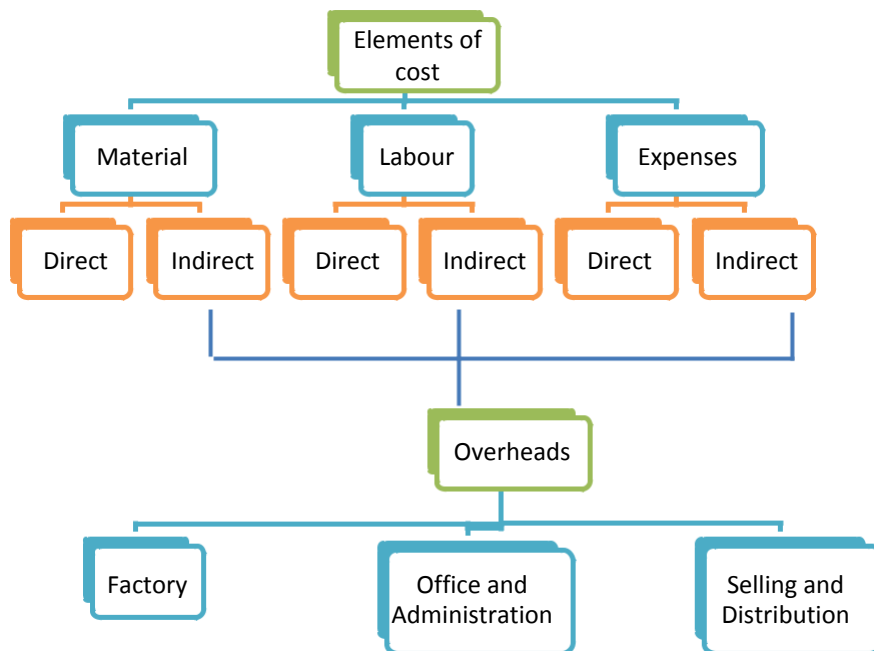 Elements of
cost
Material
Labour
Expenses
Direct
Indirect
Direct
Indirect
Direct
Indirect
Overheads
Factory
Office and
Administration
Selling and
Distribution